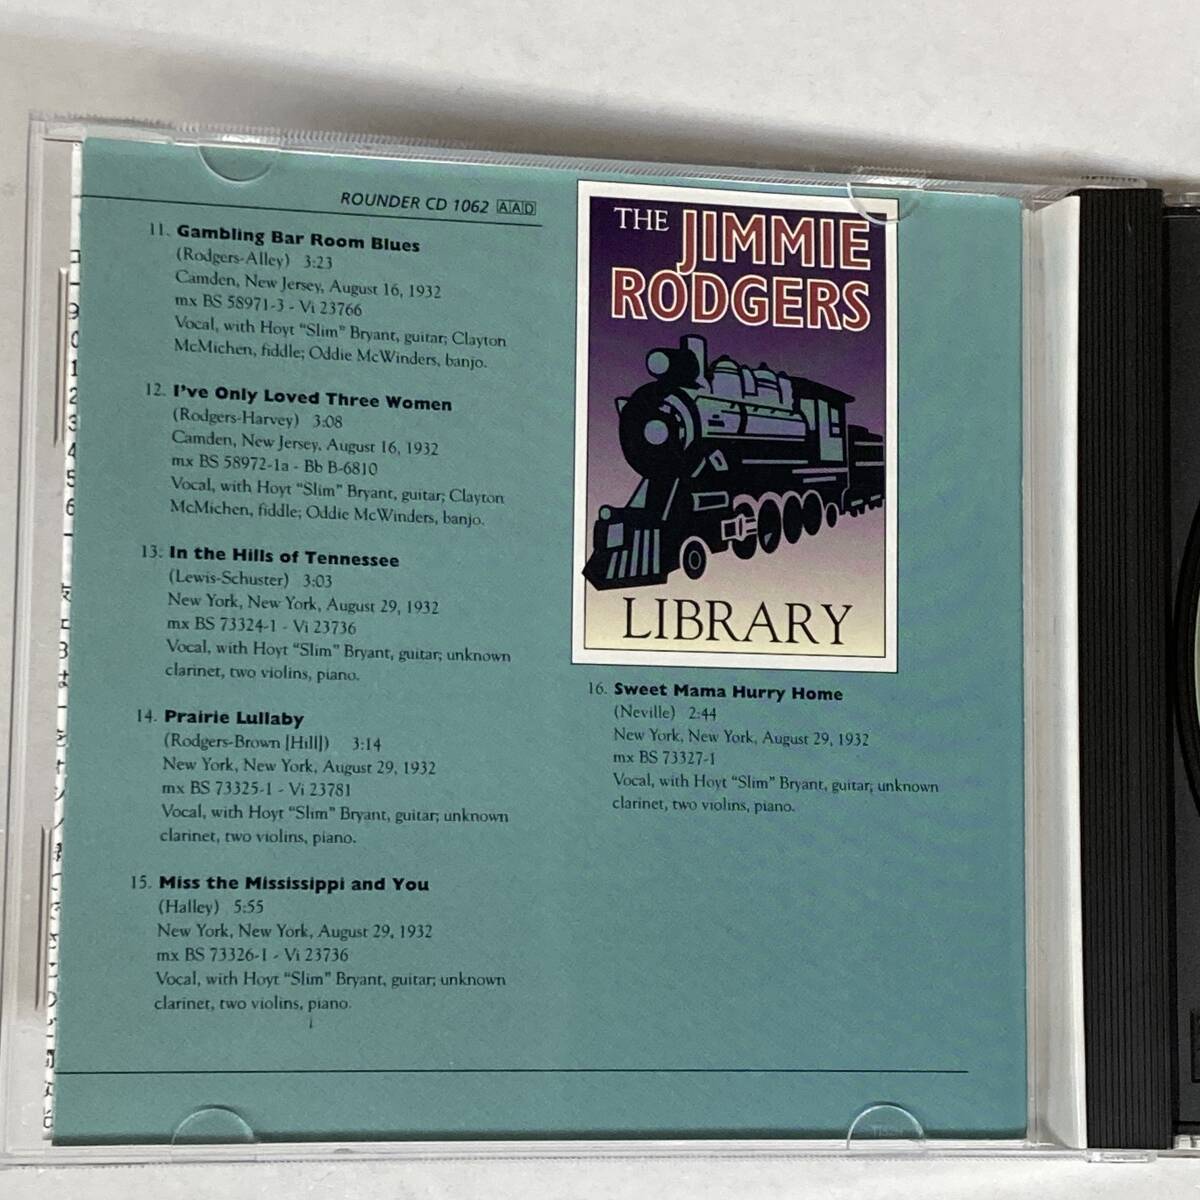 ROUNDER CD 1062 AAD
11. Gambling Bar Room Blues
(Rodgers-Alley) 3:23
Camden, New Jersey, August 16, 1932
mx BS 58971-3 - Vi 23766
Vocal, with Hoyt "Slim" Bryant, guitar; Clayton
McMichen, fiddle; Oddie McWinders, banjo.
12. I've Only Loved Three Women
(Rodgers-Harvey) 3:08
Camden, New Jersey, August 16, 1932
mx BS 58972-1a - Bb B-6810
Vocal, with Hoyt "Slim" Bryant, guitar; Clayton
McMichen, fiddle; Oddie McWinders, banjo.
13. In the Hills of Tennessee
(Lewis-Schuster) 3:03
New York, New York, August 29, 1932
mx BS 73324-1 - Vi 23736
Vocal, with Hoyt "Slim" Bryant, guitar; unknown
clarinet, two violins, piano.
14. Prairie Lullaby
(Rodgers-Brown [Hill]) 3:14
New York, New York, August 29, 1932
mx BS 73325-1 - Vi 23781
Vocal, with Hoyt "Slim" Bryant, guitar; unknown
clarinet, two violins, piano.
15. Miss the Mississippi and You
(Halley) 5:55
New York, New York, August 29, 1932
mx BS 73326-1 - Vi 23736
Vocal, with Hoyt "Slim" Bryant, guitar; unknown
clarinet, two violins, piano.
THE JIMMIE
RODGERS
LIBRARY
16. Sweet Mama Hurry Home
(Neville) 2:44
New York, New York, August 29, 1932
mx BS 73327-1
Vocal, with Hoyt "Slim" Bryant, guitar; unknown
clarinet, two violins, piano.